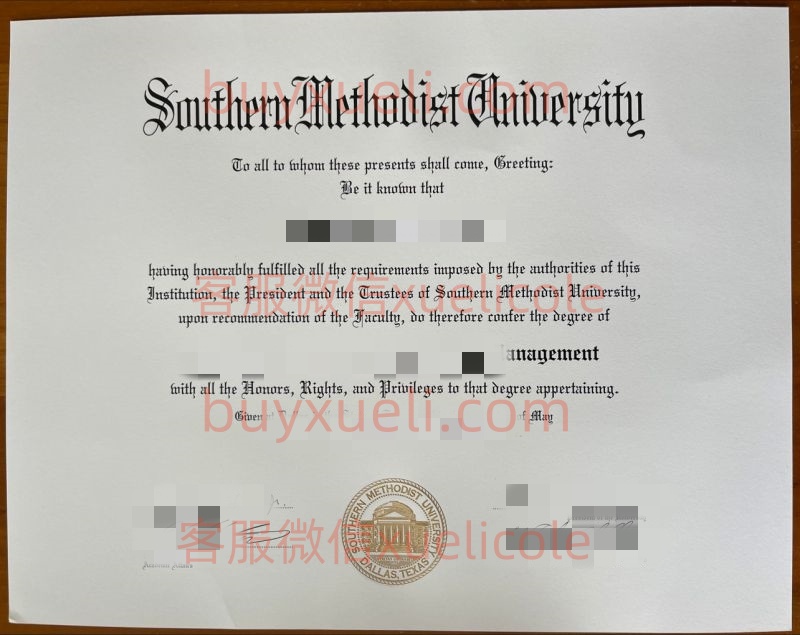 Southern Methodist University
buyxueli.com
To all to whom these presents shall come, Greeting:
Be it known that
having honorably fulfilled all the requirements imposed by the authorities of this
客服微信xuelicole
Institution, the President and the Trustees of Southern Methodist University,
upon recommendation of the Faculty, do therefore confer the degree of
anagement
with all the Honors, Rights, and Privileges to that degree appertaining.
buyxueli.com
Given of May
SOUTHERN METHODIST UNIVERSITY
DALLAS, TEXAS
客服微信xuelicole